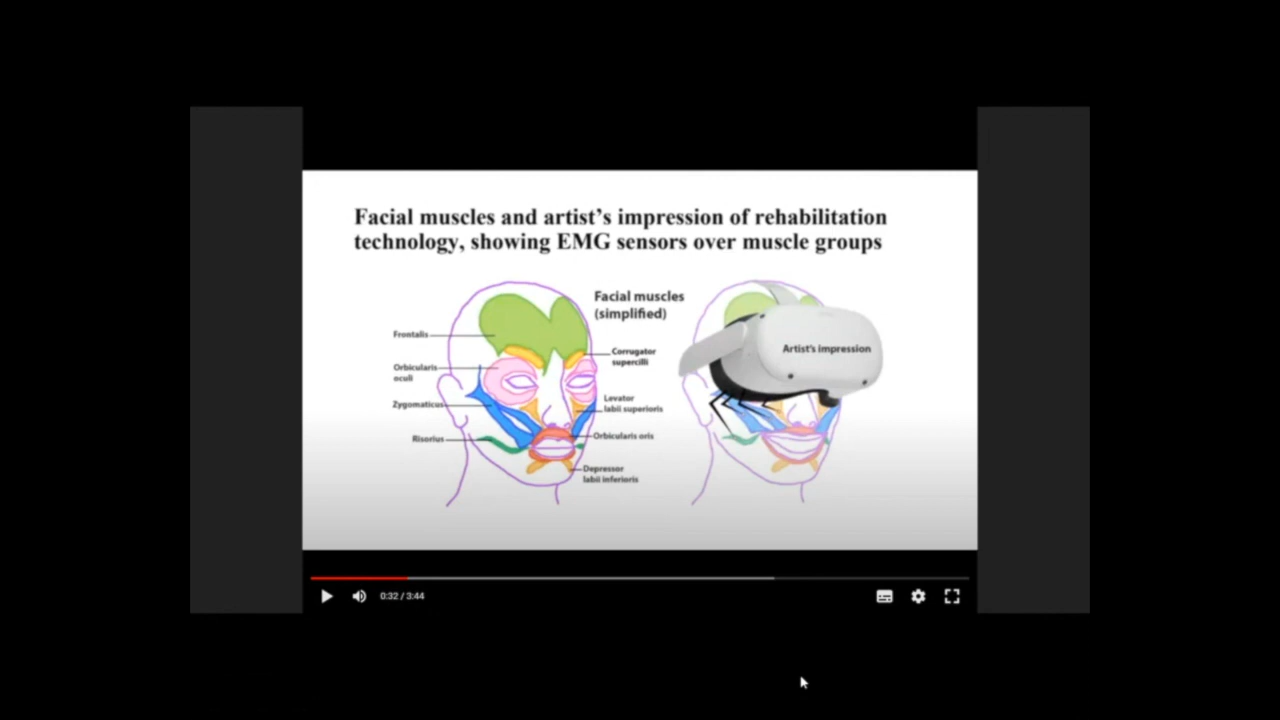 Facial muscles and artist's impression of rehabilitation
technology, showing EMG sensors over muscle groups
Facial muscles
(simplified)
Frontalis
Orbicularis
oculi
Zygomaticus
Risorius
Corrugator
supercilli
Levator
labii superioris
Orbicularis oris
Depressor
labii inferioris
Artist's impression
0:32 / 3:44